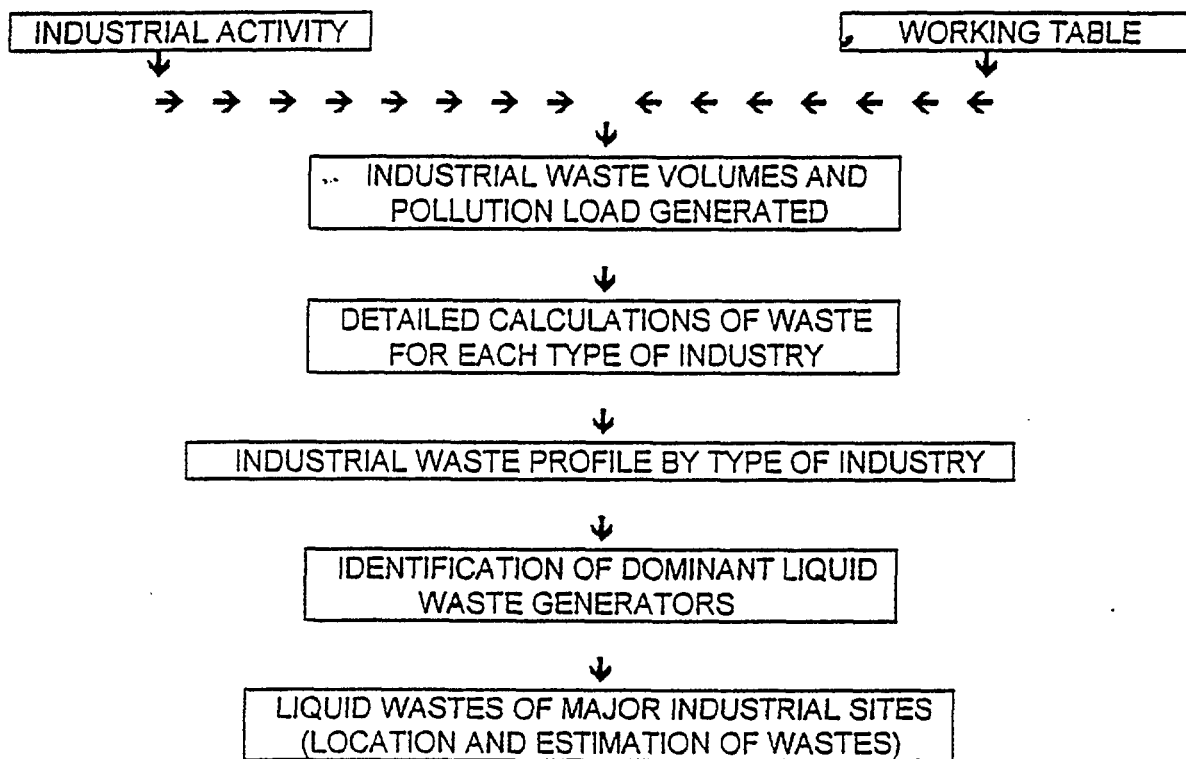 INDUSTRIAL ACTIVITY
WORKING TABLE
INDUSTRIAL WASTE VOLUMES AND
POLLUTION LOAD GENERATED
DETAILED CALCULATIONS OF WASTE
FOR EACH TYPE OF INDUSTRY
INDUSTRIAL WASTE PROFILE BY TYPE OF INDUSTRY
IDENTIFICATION OF DOMINANT LIQUID
WASTE GENERATORS
LIQUID WASTES OF MAJOR INDUSTRIAL SITES
(LOCATION AND ESTIMATION OF WASTES)